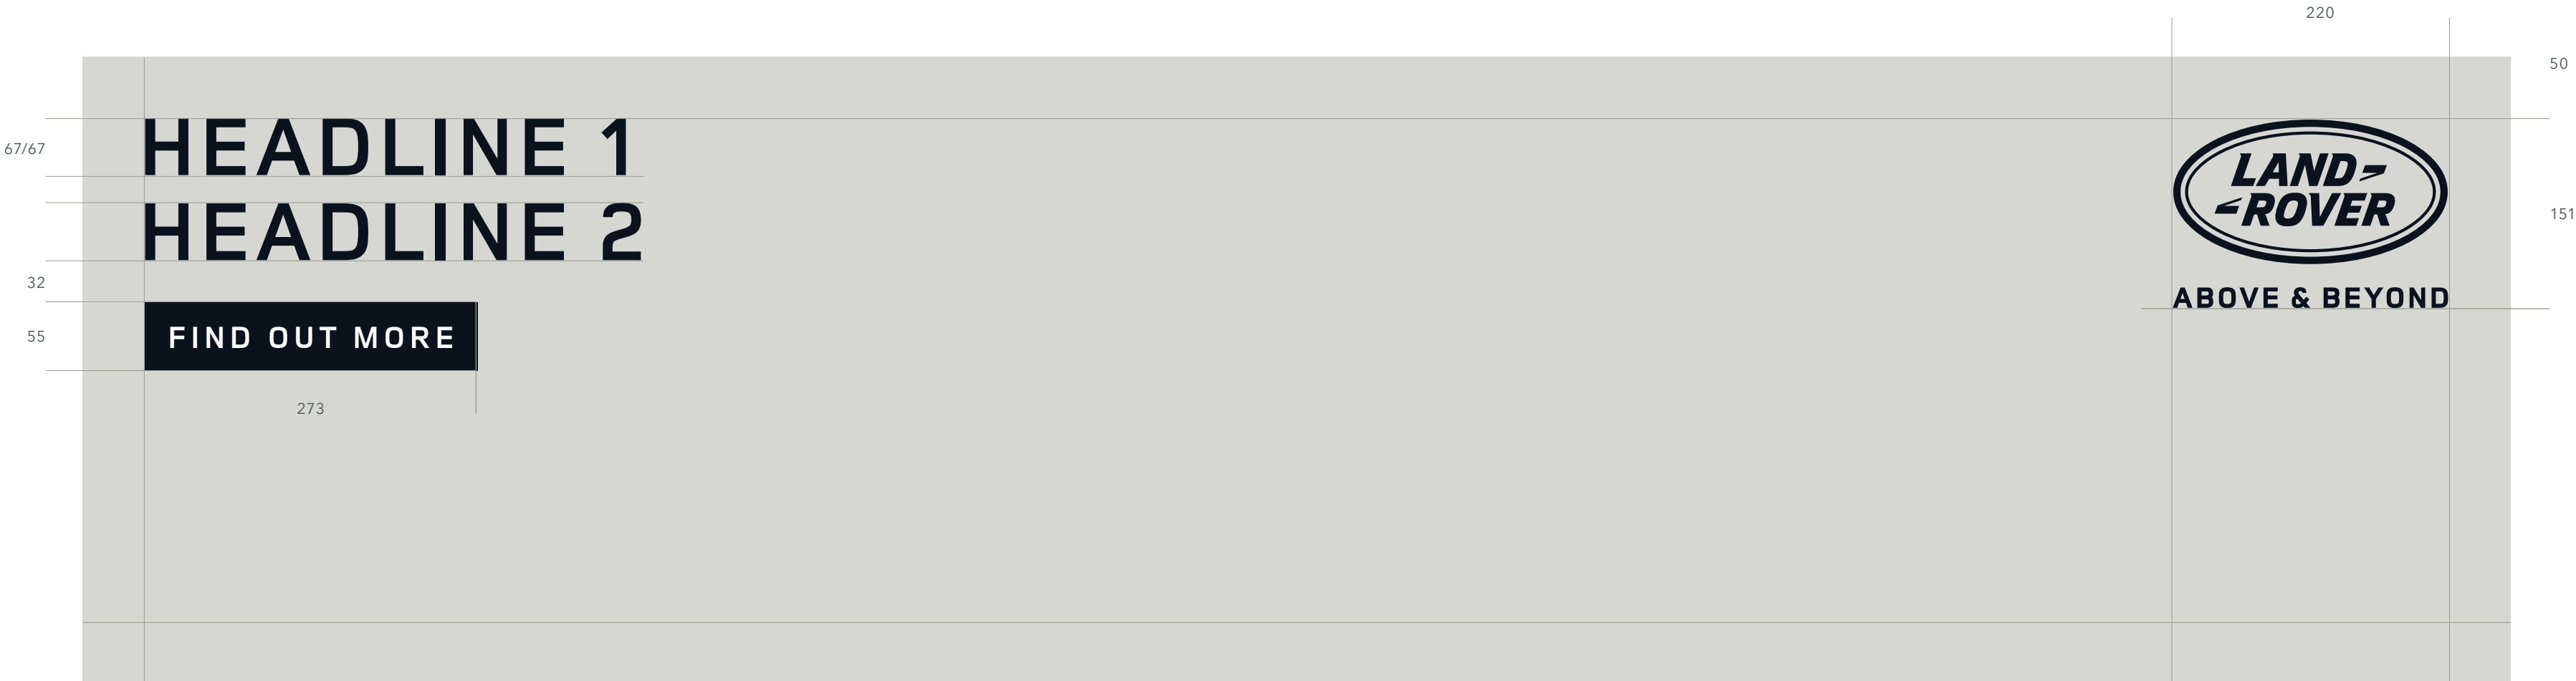 220
50
HEADLINE 1
67/67
HEADLINE 2
LAND
ROVER
151
32
ABOVE & BEYOND
FIND OUT MORE
55
273